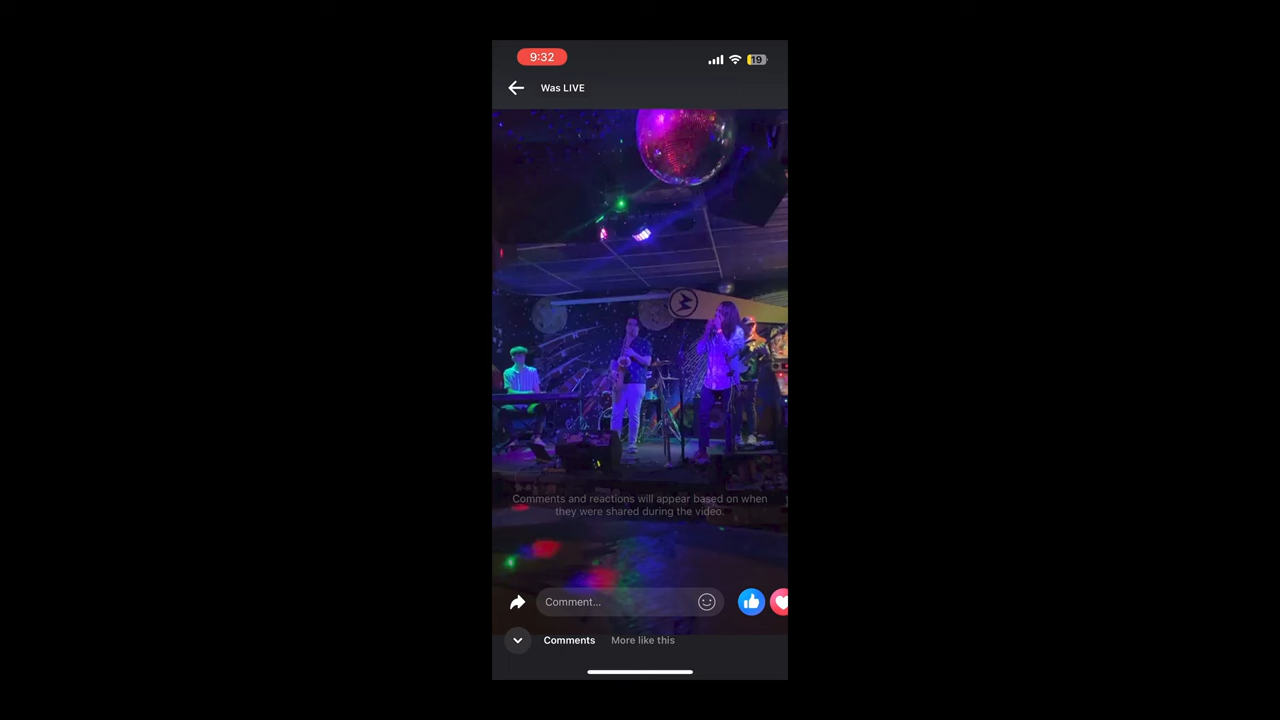 9:32
19
Was LIVE
Comments and reactions will appear based on when
they were shared during the video.
Comment...
Comments
More like this